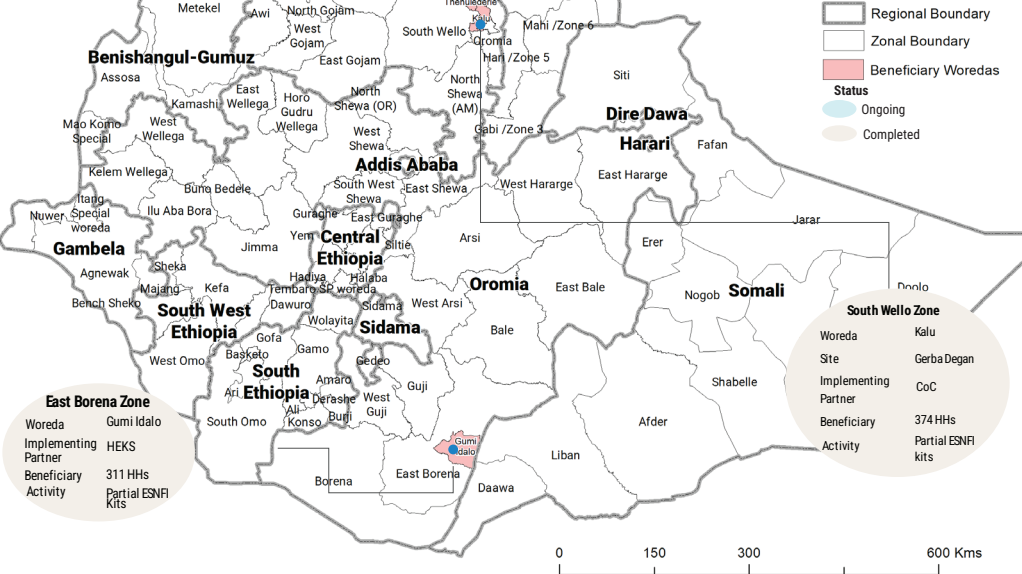 Metekel
Awi
North Gojam
Thehulederie
Kalu
Mahi /Zone 6
West
Gojam
South Wello
Oromia
Hari /Zone 5
East Gojam
Benishangul-Gumuz
Assosa
North
Shewa
(AM)
Siti
Kamashi
East
Wellega
Horo
Gudru
Wellega
North
Shewa (OR)
Dire Dawa
Mao Komo
Special
West
Wellega
West
Shewa
Gabi /Zone 3
Harari
Fafan
Addis Ababa
Kelem Wellega
Buno Bedele
South West
Shewa
East Shewa
West Hararge
East Hararge
Itang
Special
woreda
Nuwer
Ilu Aba Bora
Guraghe
East Guraghe
Jarar
Gambela
Jimma
Yem
Central
Ethiopia
Siltie
Arsi
Erer
Agnewak
Sheka
Majang
Kefa
Hadiya
Halaba
Tembaro SP woreda
Oromia
East Bale
Nogob
Somali
Doolo
Bench Sheko
South West
Ethiopia
Dawuro
Wolayita
Sidama
Sidama
West Arsi
Bale
West Omo
Gofa
Basketo
Gamo
Gedeo
South
Ethiopia
Amaro
Derashe
Guji
West
Guji
Shabelle
Ari
Ali
Konso
Burji
South Omo
Afder
Gumi
Idalo
Liban
Borena
East Borena
Daawa
Regional Boundary
Zonal Boundary
Beneficiary Woredas
Status
Ongoing
Completed
South Wello Zone
Woreda Kalu
Site Gerba Degan
Implementing
Partner CoC
Beneficiary 374 HHs
Activity Partial ESNFI
kits
East Borena Zone
Woreda Gumi Idalo
Implementing
Partner HEKS
Beneficiary 311 HHs
Activity Partial ESNFI
Kits
0 150 300 600 Kms